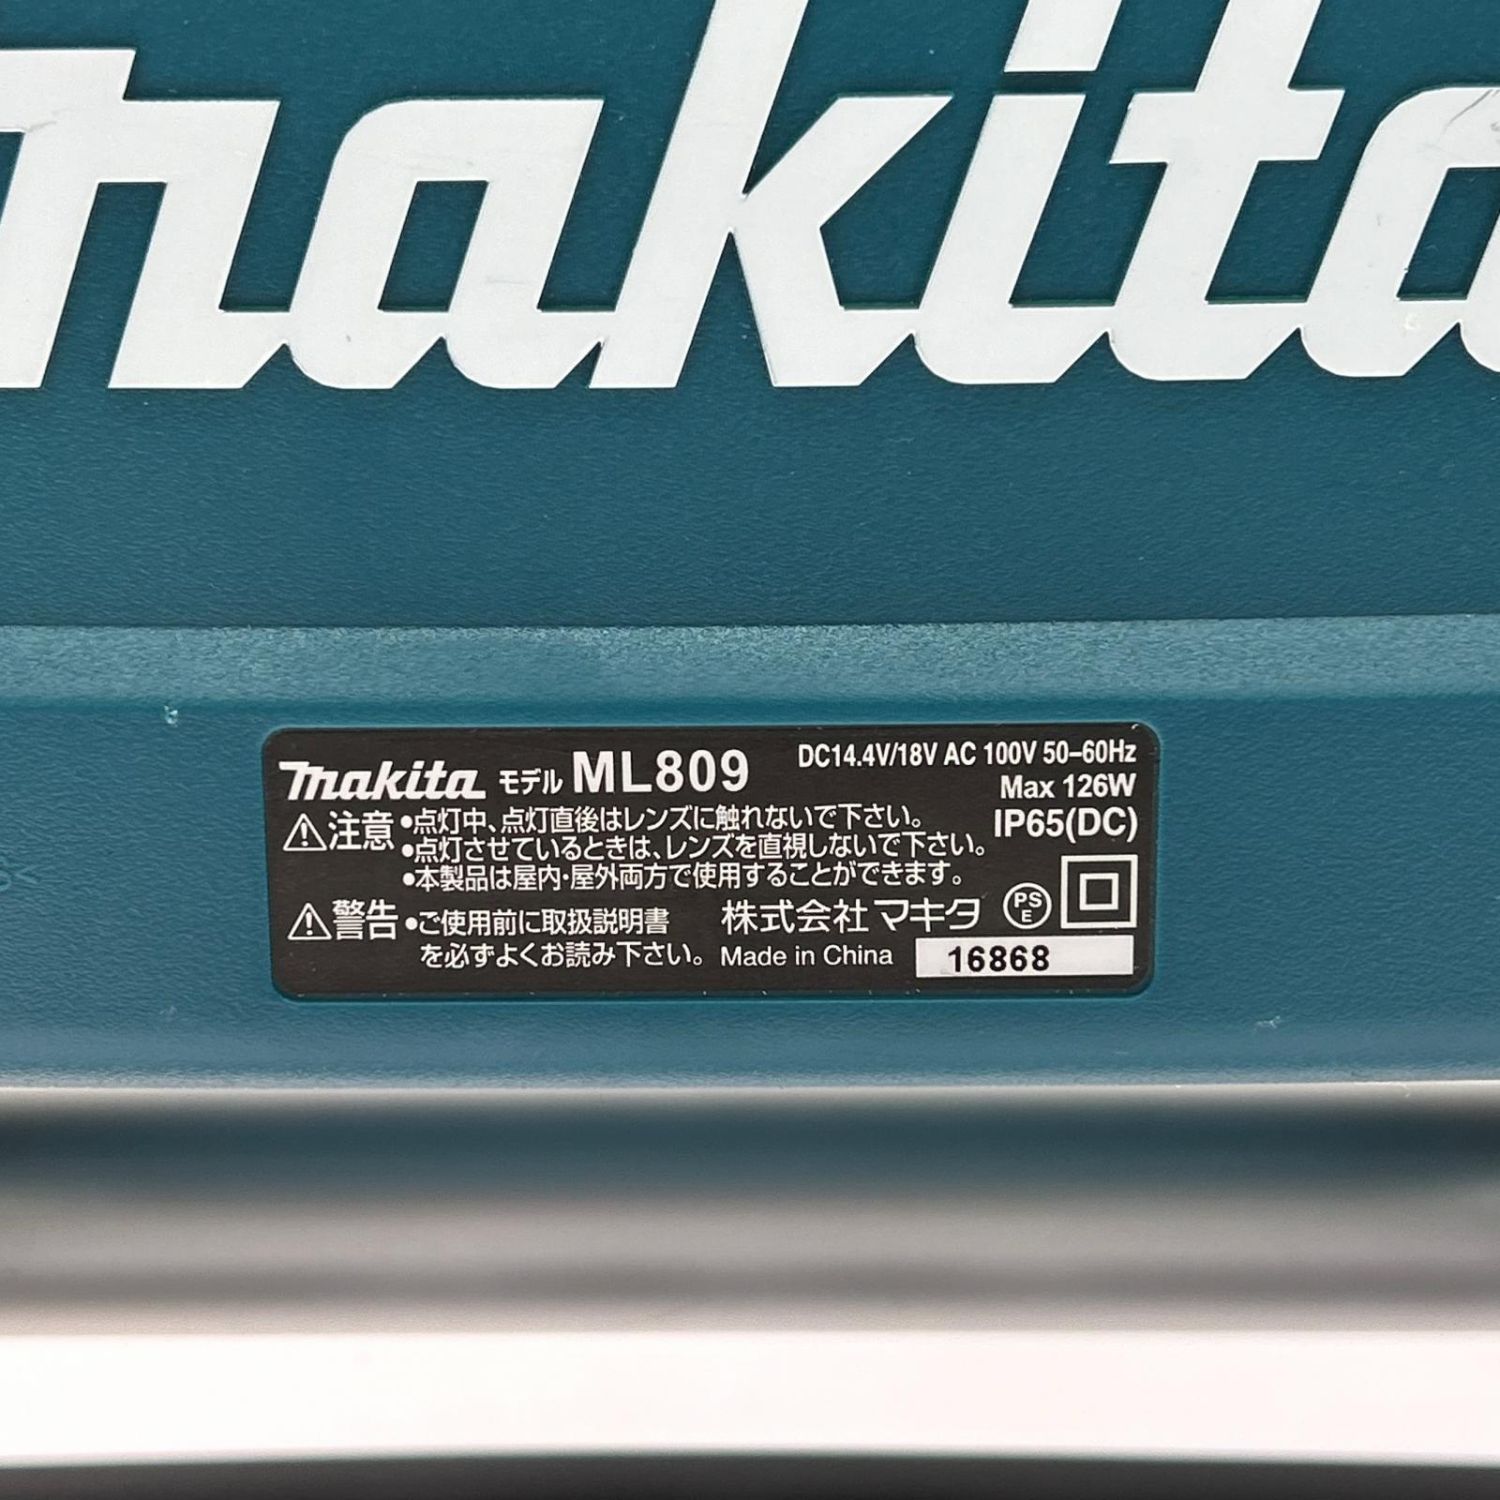 makita
makita モデル ML809 DC14.4V/18V AC 100V 50–60Hz
Max 126W
IP65(DC)
注意 •点灯中、点灯直後はレンズに触れないで下さい。
•点灯させているときは、レンズを直視しないで下さい。
•本製品は屋内・屋外両方で使用することができます。
警告 •ご使用前に取扱説明書
を必ずよくお読み下さい。
株式会社マキタ
PS
E
Made in China 16868